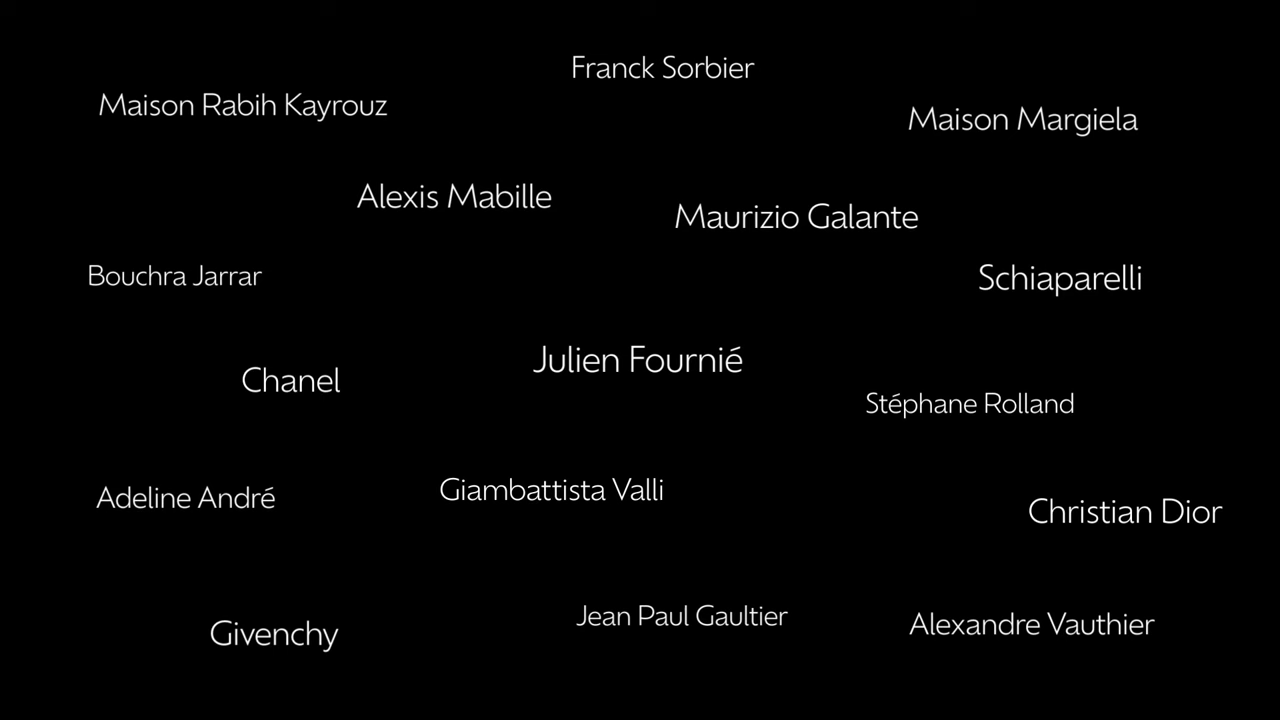 Franck Sorbier
Maison Rabih Kayrouz
Maison Margiela
Alexis Mabille
Maurizio Galante
Bouchra Jarrar
Schiaparelli
Julien Fournié
Chanel
Stéphane Rolland
Giambattista Valli
Adeline André
Christian Dior
Jean Paul Gaultier
Alexandre Vauthier
Givenchy